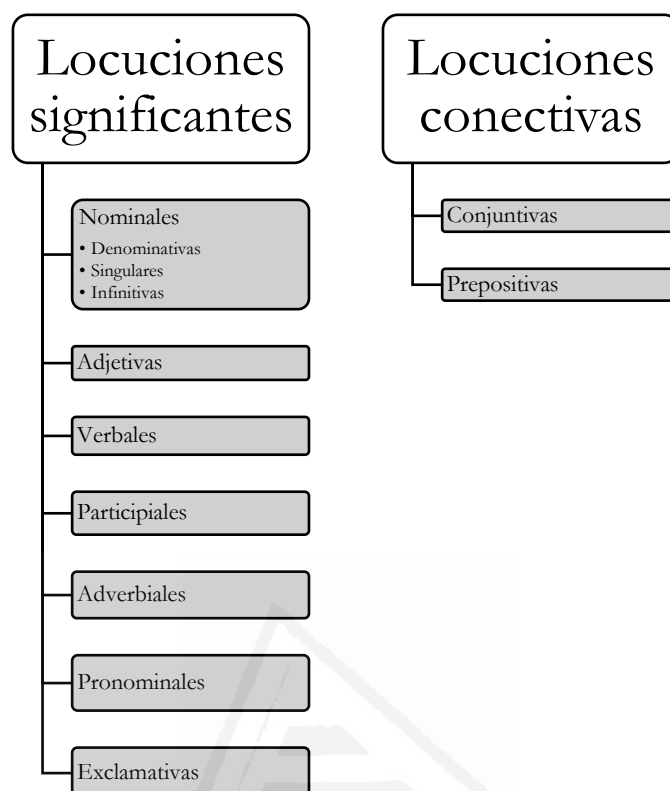 Locuciones
significantes
Nominales
• Denominativas
• Singulares
• Infinitivas
Adjetivas
Verbales
Participiales
Adverbiales
Pronominales
Exclamativas
Locuciones
conectivas
Conjuntivas
Prepositivas